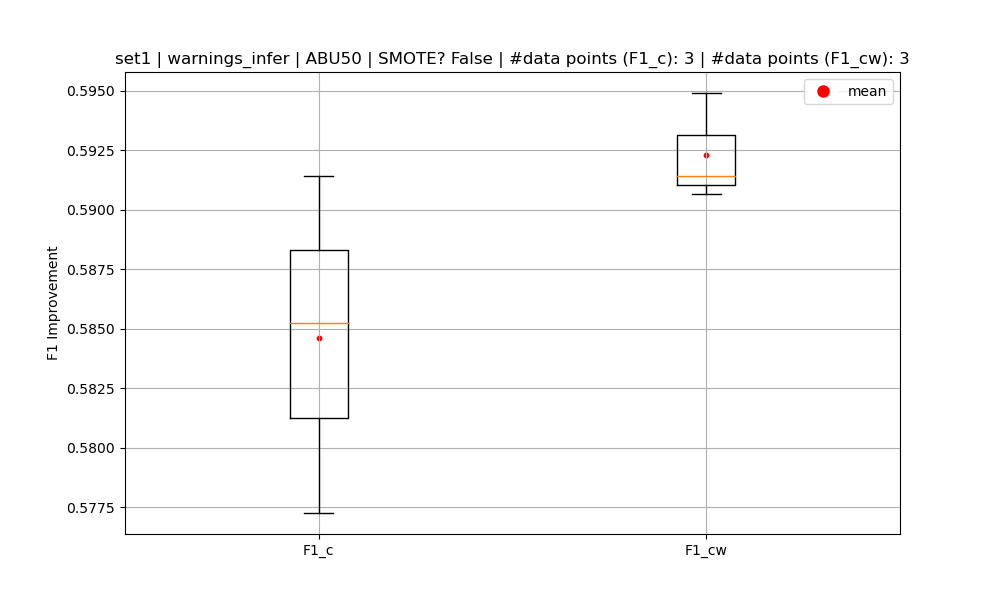 set1 | warnings_infer | ABU50 | SMOTE? False | #data points (F1_c): 3 | #data points (F1_cw): 3
mean
0.5950
0.5925
0.5900
0.5875
0.5850
0.5825
0.5800
0.5775
F1 Improvement
F1_c
F1_cw